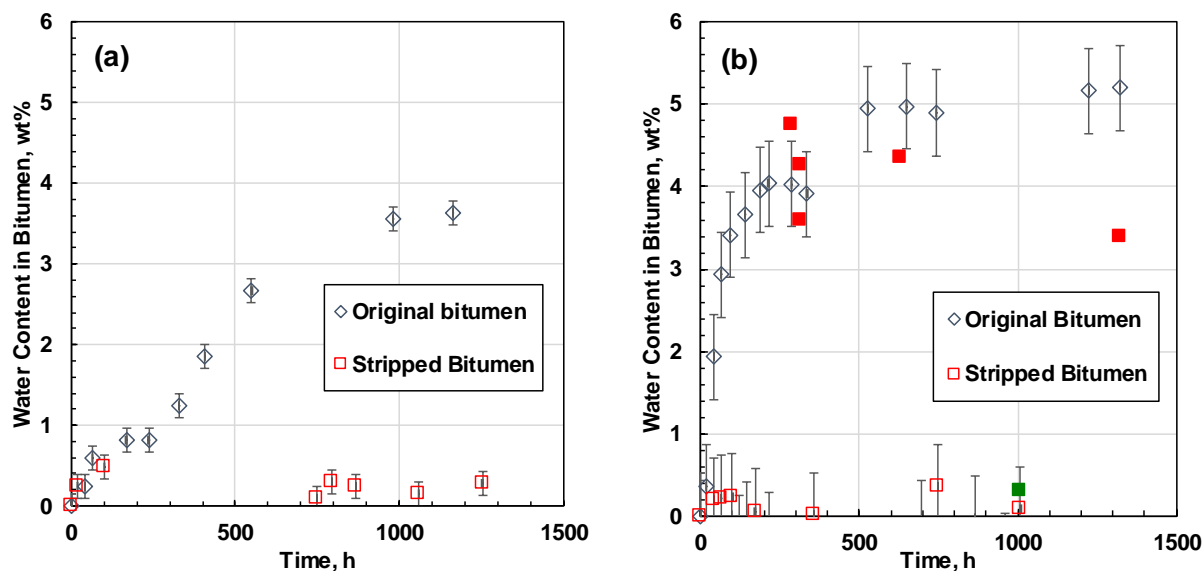 (a)
Water Content in Bitumen, wt%
6
5
4
3
2
1
0
Original bitumen
Stripped Bitumen
0 500 1000 1500
Time, h
(b)
Water Content in Bitumen, wt%
6
5
4
3
2
1
0
Original Bitumen
Stripped Bitumen
0 500 1000 1500
Time, h